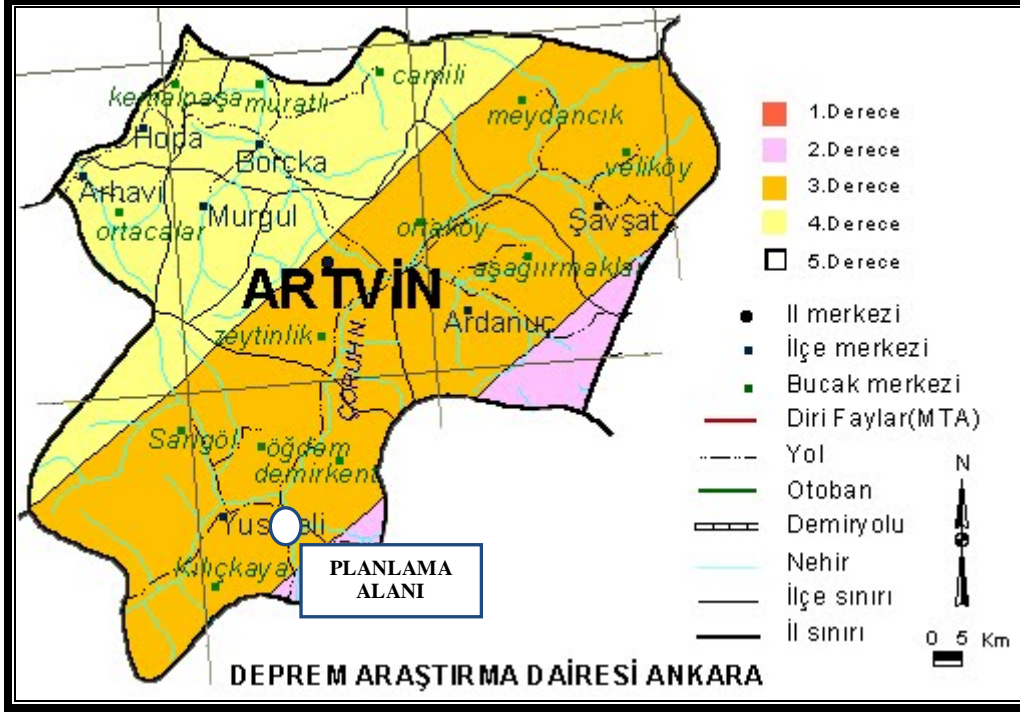 camili
kemalpaşa
muratlı
meydancık
Hopa
Borçka
veliköy
Arhavi
Murgul
ortacalar
ortaköy
Şavşat
aşağıırmaklar
ARTVİN
Ardanuç
zeytinlik
ÇORUH N
Sarıgöl
öğdem
demirkent
Kılıçkaya
PLANLAMA
ALANI
1.Derece
2.Derece
3.Derece
4.Derece
5.Derece
İl merkezi
İlçe merkezi
Bucak merkezi
Diri Faylar(MTA)
Yol
Otoban
Demiryolu
Nehir
İlçe sınırı
İl sınırı
N
0 5 Km
DEPREM ARAŞTIRMA DAİRESİ ANKARA